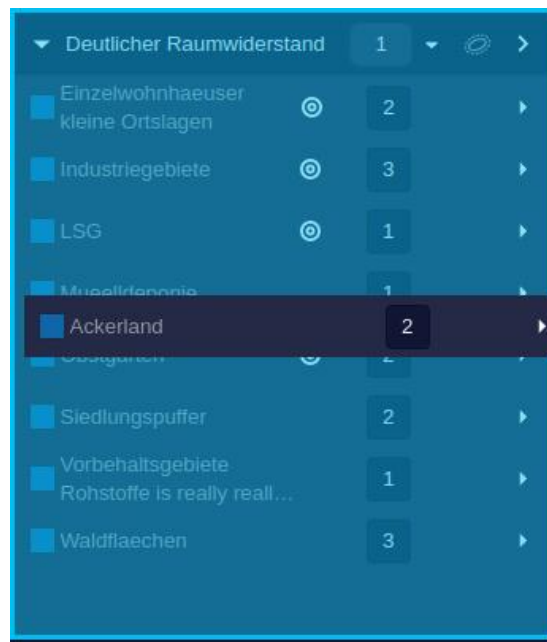 Deutlicher Raumwiderstand 1
Einzelwohnhaeuser
kleine Ortslagen 2
Industriegebiete 3
LSG 1
Mueelldeponie 1
Ackerland 2
Siedlungspuffer 2
Vorbehaltsgebiete
Rohstoffe is really reall... 1
Waldflaechen 3